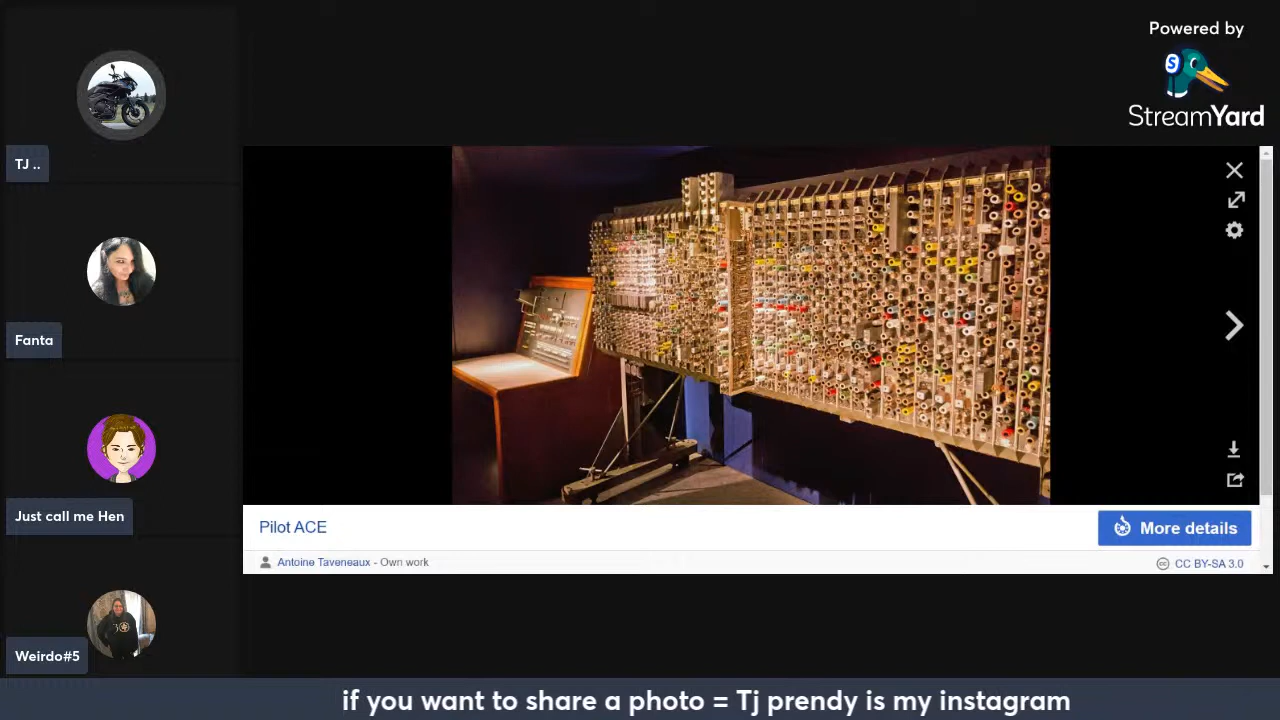 Powered by
StreamYard
TJ ..
Fanta
Just call me Hen
Weirdo#5
Pilot ACE
More details
Antoine Taveneaux - Own work
CC BY-SA 3.0
if you want to share a photo = Tj prendy is my instagram